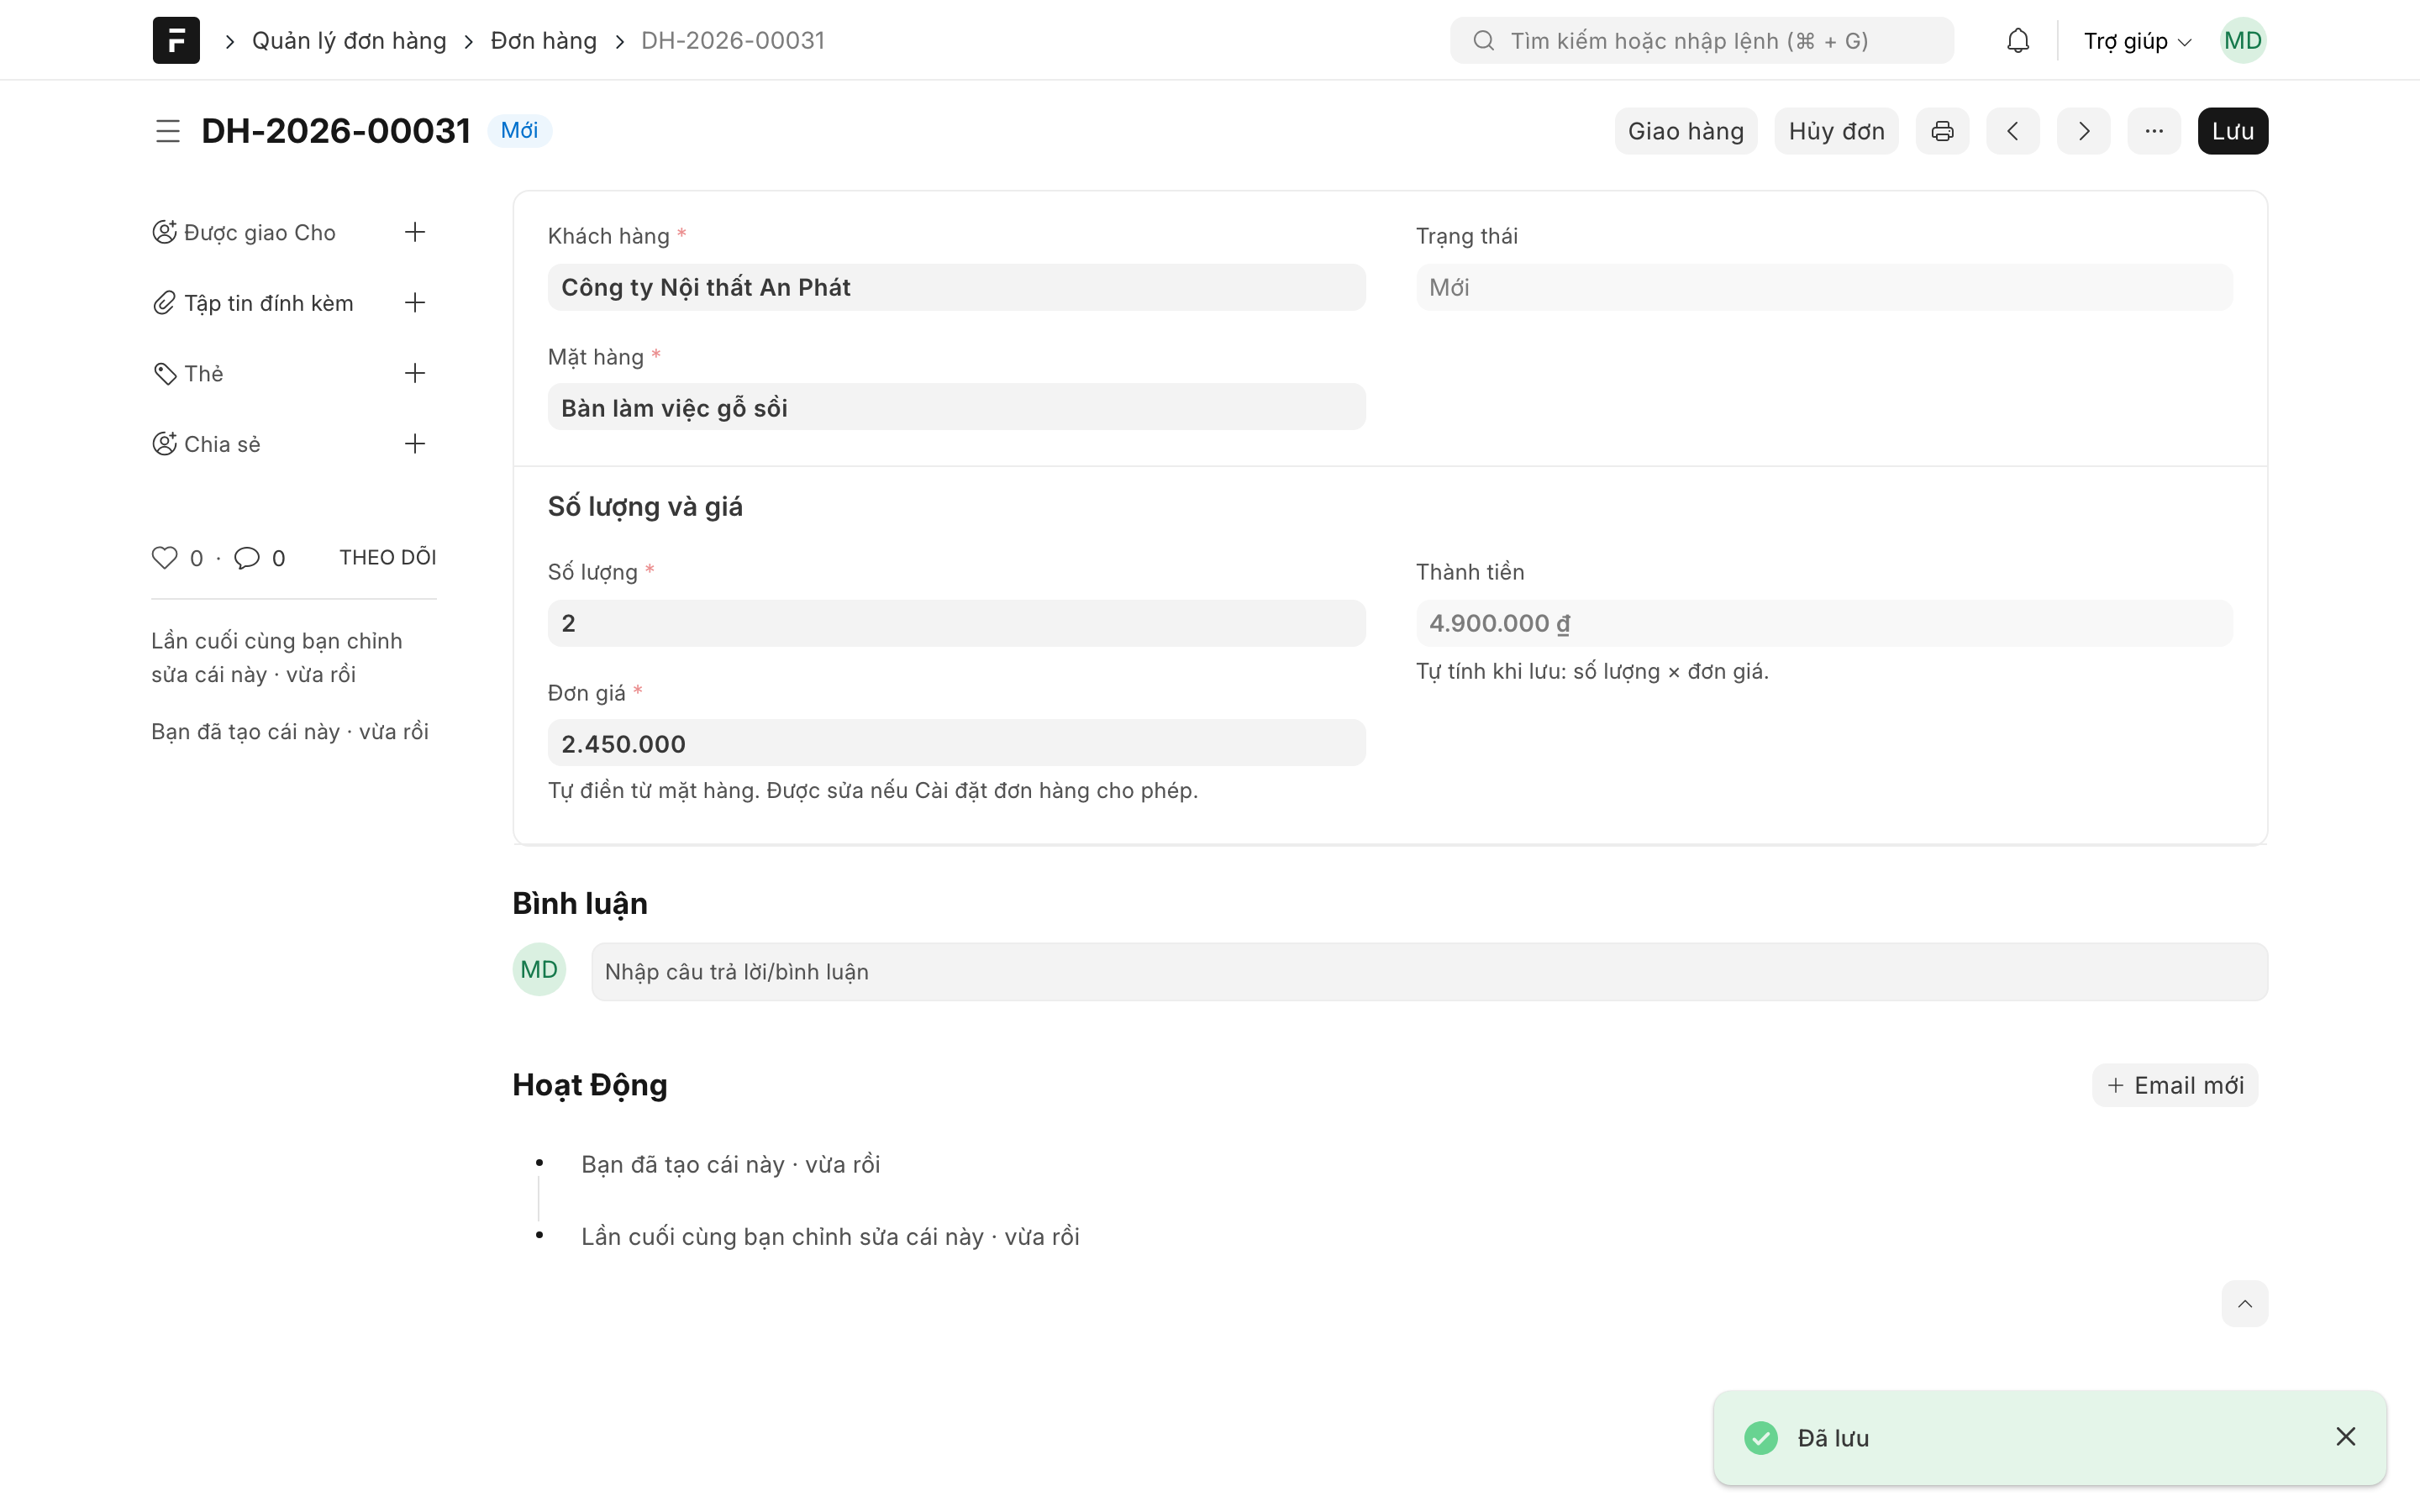 F
Quản lý đơn hàng
Đơn hàng
DH-2026-00031
Tìm kiếm hoặc nhập lệnh (⌘ + G)
Trợ giúp
MD
DH-2026-00031
Mới
Giao hàng
Hủy đơn
Lưu
Được giao Cho
Tập tin đính kèm
Thẻ
Chia sẻ
0 · 0
THEO DÕI
Lần cuối cùng bạn chỉnh
sửa cái này · vừa rồi
Bạn đã tạo cái này · vừa rồi
Khách hàng *
Công ty Nội thất An Phát
Trạng thái
Mới
Mặt hàng *
Bàn làm việc gỗ sồi
Số lượng và giá
Số lượng *
2
Thành tiền
4.900.000 ₫
Tự tính khi lưu: số lượng × đơn giá.
Đơn giá *
2.450.000
Tự điền từ mặt hàng. Được sửa nếu Cài đặt đơn hàng cho phép.
Bình luận
MD
Nhập câu trả lời/bình luận
Hoạt Động
Email mới
Bạn đã tạo cái này · vừa rồi
Lần cuối cùng bạn chỉnh sửa cái này · vừa rồi
Đã lưu